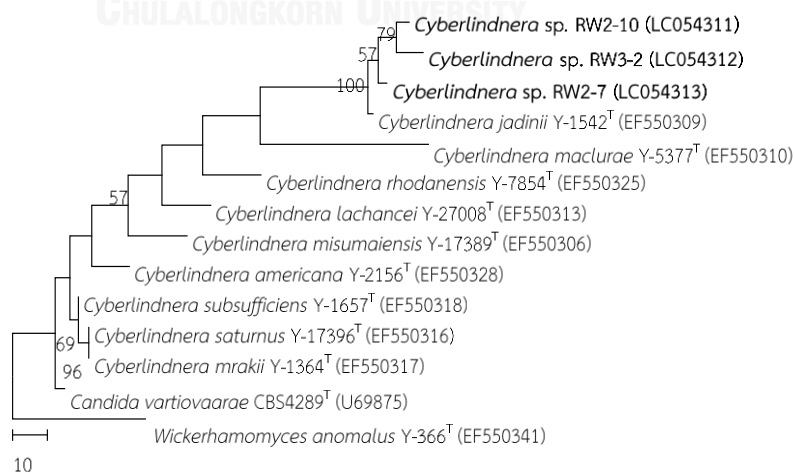 CHULALONGKORN UNIVERSITY
79
Cyberlindnera sp. RW2-10 (LC054311)
57
Cyberlindnera sp. RW3-2 (LC054312)
100
Cyberlindnera sp. RW2-7 (LC054313)
Cyberlindnera jadinii Y-1542ᵀ (EF550309)
Cyberlindnera maclurae Y-5377ᵀ (EF550310)
Cyberlindnera rhodanensis Y-7854ᵀ (EF550325)
57
Cyberlindnera lachancei Y-27008ᵀ (EF550313)
Cyberlindnera misumaiensis Y-17389ᵀ (EF550306)
Cyberlindnera americana Y-2156ᵀ (EF550328)
Cyberlindnera subsufficiens Y-1657ᵀ (EF550318)
Cyberlindnera saturnus Y-17396ᵀ (EF550316)
69
Cyberlindnera mrakii Y-1364ᵀ (EF550317)
96
Candida vartiovaarae CBS4289ᵀ (U69875)
Wickerhamomyces anomalus Y-366ᵀ (EF550341)
10